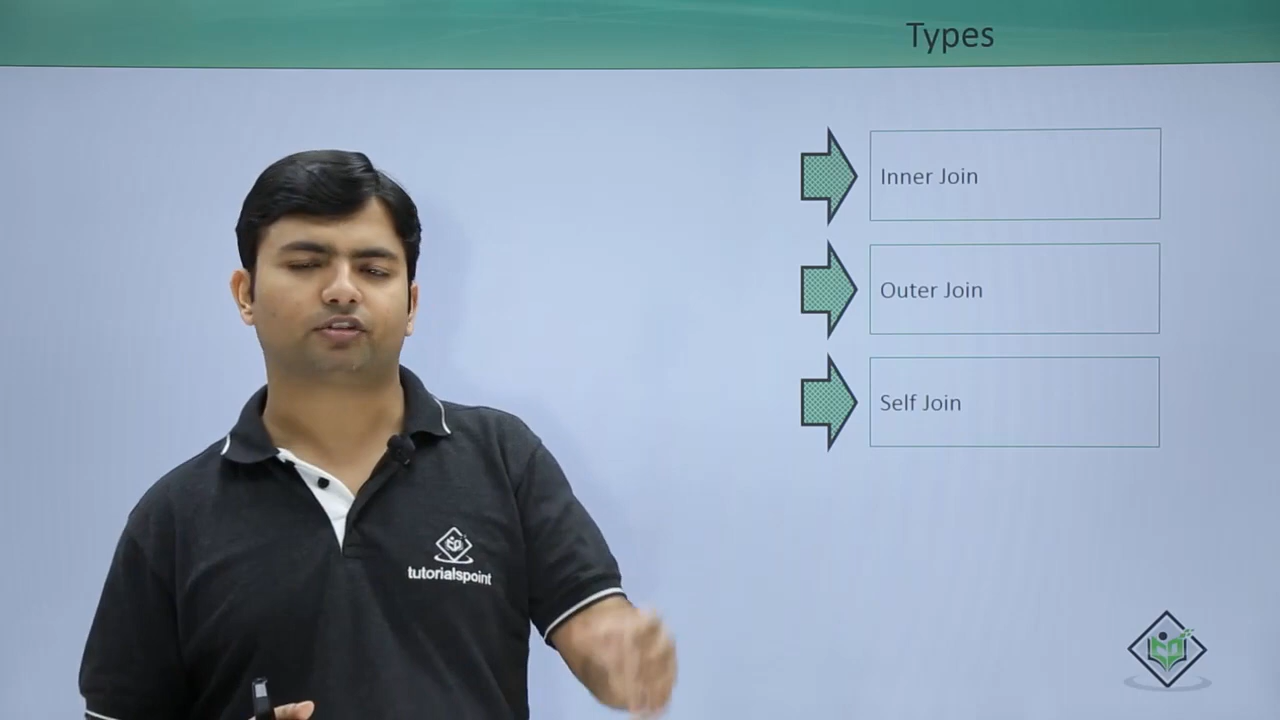 Types
Inner Join
Outer Join
Self Join
tutorialspoint